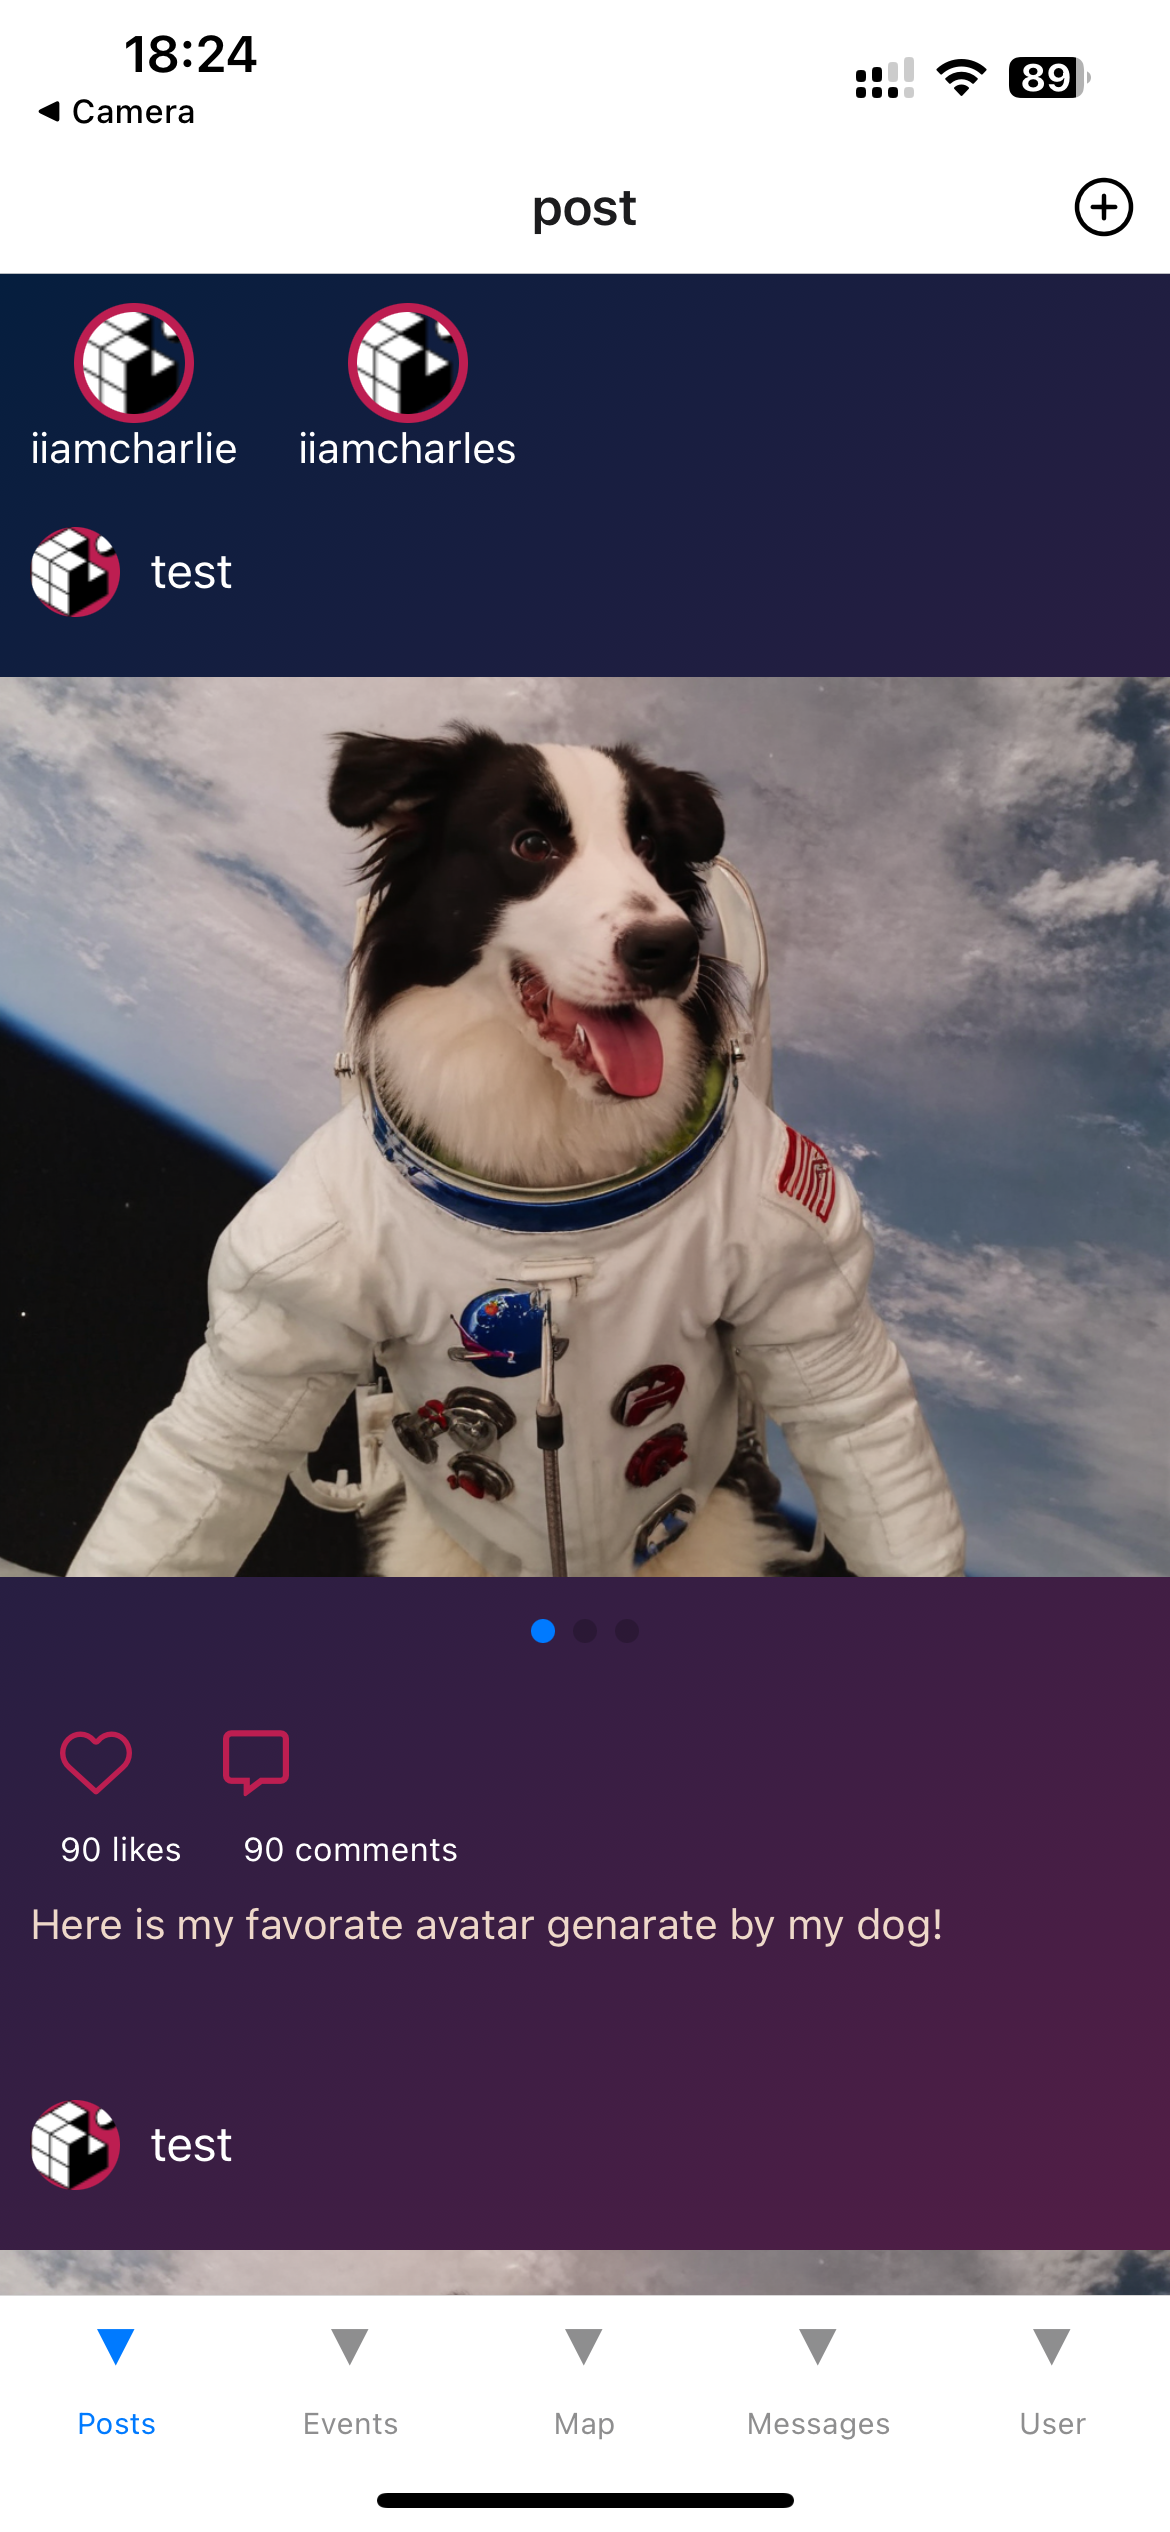 18:24
◀ Camera
89
post
iiamcharlie iiamcharles
test
90 likes 90 comments
Here is my favorate avatar genarate by my dog!
test
Posts Events Map Messages User